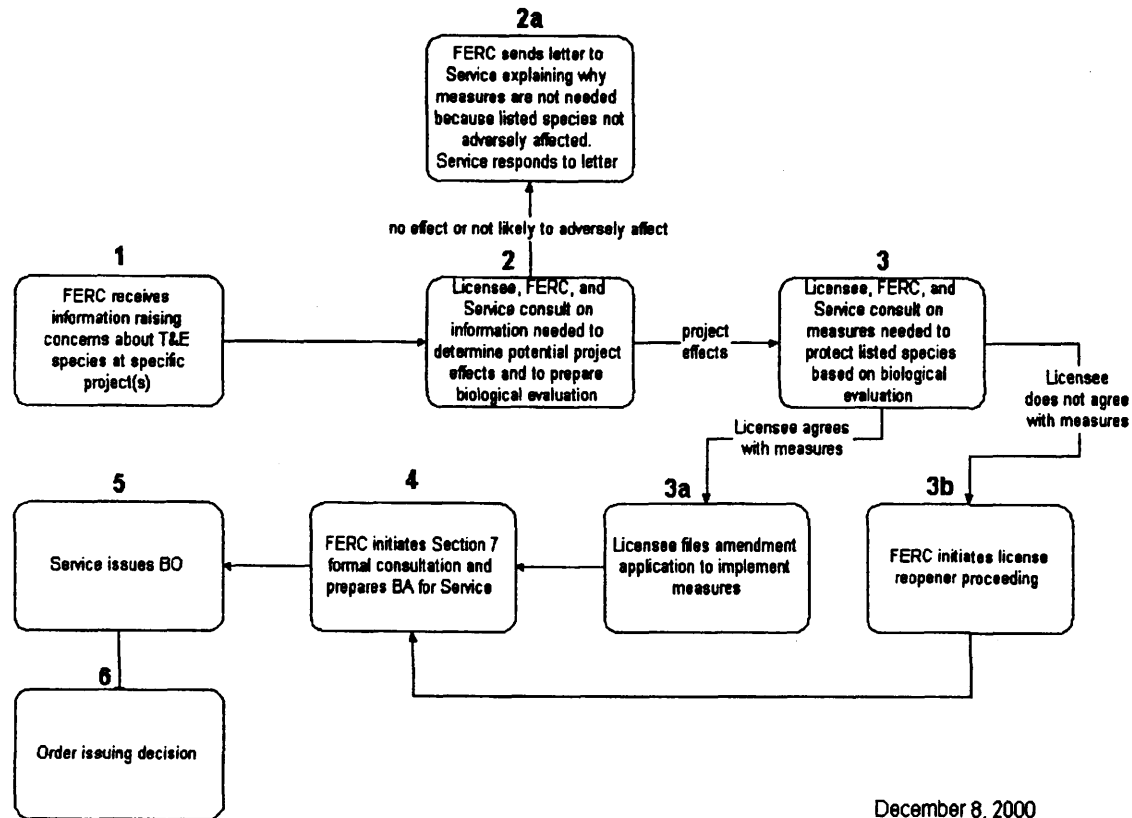 2a
FERC sends letter to
Service explaining why
measures are not needed
because listed species not
adversely affected.
Service responds to letter
no effect or not likely to adversely affect
1
FERC receives
information raising
concerns about T&E
species at specific
project(s)
2
Licensee, FERC, and
Service consult on
information needed to
determine potential project
effects and to prepare
biological evaluation
project
effects
3
Licensee, FERC, and
Service consult on
measures needed to
protect listed species
based on biological
evaluation
Licensee
does not agree
with measures
Licensee agrees
with measures
5
Service issues BO
4
FERC initiates Section 7
formal consultation and
prepares BA for Service
3a
Licensee files amendment
application to implement
measures
3b
FERC initiates license
reopener proceeding
6
Order issuing decision
December 8, 2000